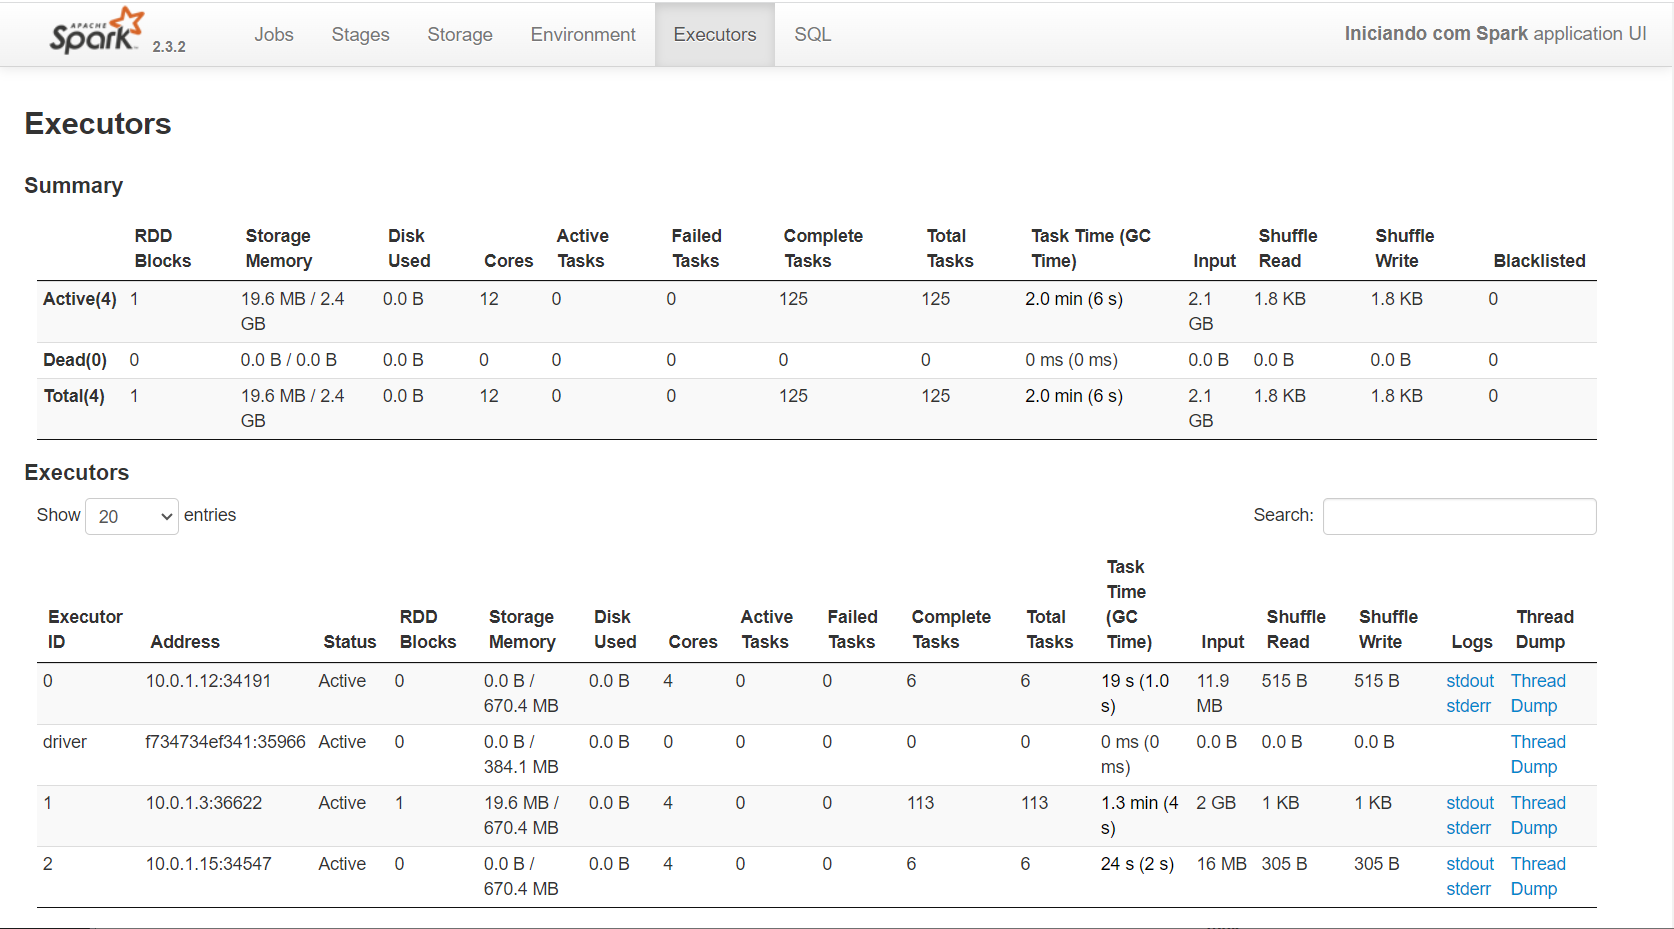 APACHE
Spark 2.3.2 Jobs Stages Storage Environment Executors SQL Iniciando com Spark application UI
Executors
Summary
RDD Blocks Storage Memory Disk Used Cores Active Tasks Failed Tasks Complete Tasks Total Tasks Task Time (GC Time) Input Shuffle Read Shuffle Write Blacklisted
Active(4) 1 19.6 MB / 2.4 GB 0.0 B 12 0 0 125 125 2.0 min (6 s) 2.1 GB 1.8 KB 1.8 KB 0
Dead(0) 0 0.0 B / 0.0 B 0.0 B 0 0 0 0 0 0 ms (0 ms) 0.0 B 0.0 B 0.0 B 0
Total(4) 1 19.6 MB / 2.4 GB 0.0 B 12 0 0 125 125 2.0 min (6 s) 2.1 GB 1.8 KB 1.8 KB 0
Executors
Show 20 entries Search:
Executor ID Address Status RDD Blocks Storage Memory Disk Used Cores Active Tasks Failed Tasks Complete Tasks Total Tasks Task Time (GC Time) Input Shuffle Read Shuffle Write Logs Thread Dump
0 10.0.1.12:34191 Active 0 0.0 B / 670.4 MB 0.0 B 4 0 0 6 6 19 s (1.0 s) 11.9 MB 515 B 515 B stdout stderr Thread Dump
driver f734734ef341:35966 Active 0 0.0 B / 384.1 MB 0.0 B 0 0 0 0 0 0 ms (0 ms) 0.0 B 0.0 B 0.0 B Thread Dump
1 10.0.1.3:36622 Active 1 19.6 MB / 670.4 MB 0.0 B 4 0 0 113 113 1.3 min (4 s) 2 GB 1 KB 1 KB stdout stderr Thread Dump
2 10.0.1.15:34547 Active 0 0.0 B / 670.4 MB 0.0 B 4 0 0 6 6 24 s (2 s) 16 MB 305 B 305 B stdout stderr Thread Dump